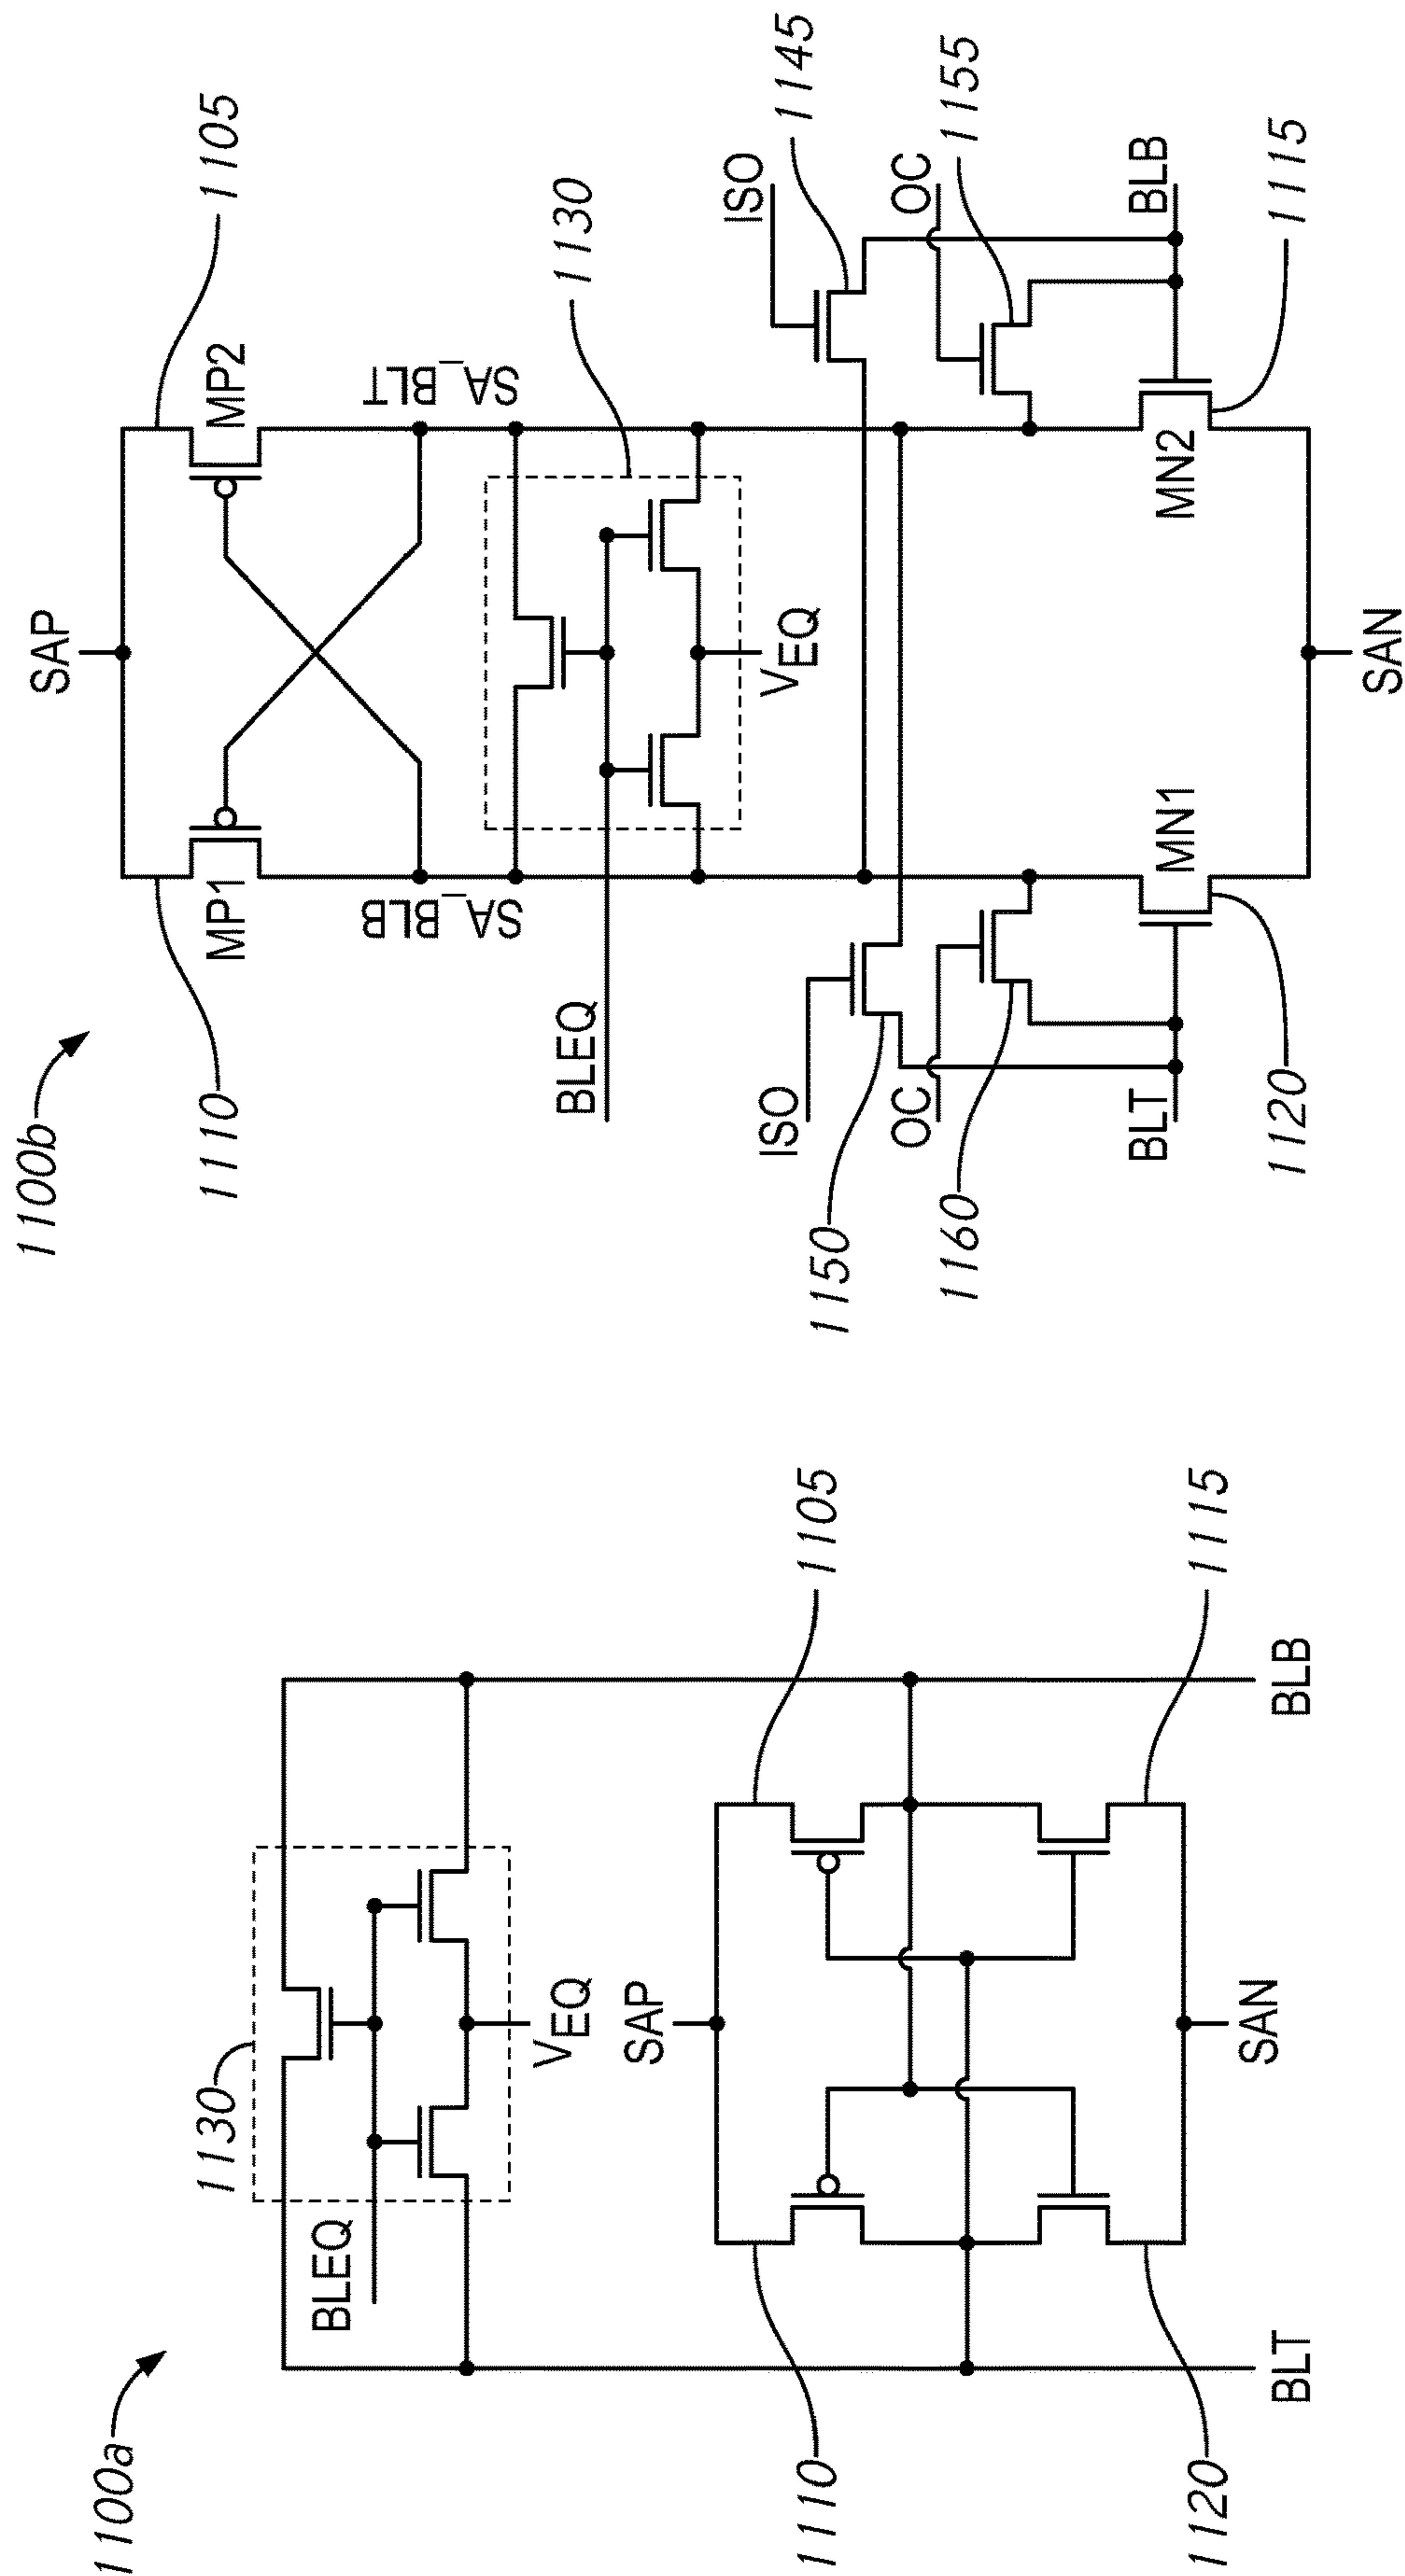 1100a
1130
BLEQ
VEQ
SAP
1110
1105
1120
1115
SAN
BLT
BLB
1100b
SAP
1110
1105
MP1
MP2
SA_BLB
SA_BLT
1130
BLEQ
VEQ
ISO
ISO
1145
1150
OC
OC
1155
1160
BLT
BLB
MN1
MN2
1120
1115
SAN